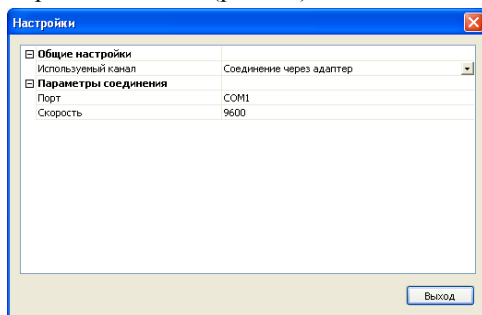 Настройки
Общие настройки
Используемый канал Соединение через адаптер
Параметры соединения
Порт COM1
Скорость 9600
Выход